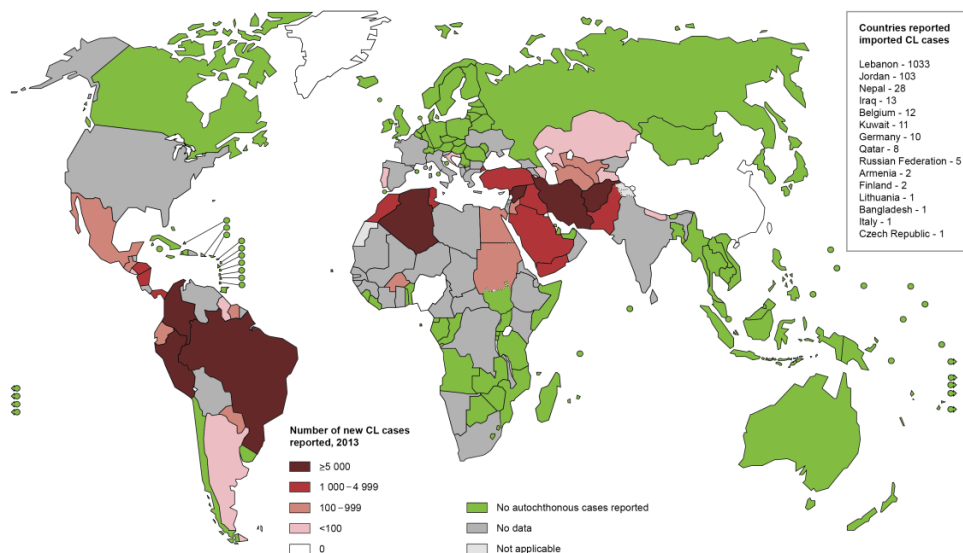 Countries reported
imported CL cases
Lebanon - 1033
Jordan - 103
Nepal - 28
Iraq - 13
Belgium - 12
Kuwait - 11
Germany - 10
Qatar - 8
Russian Federation - 5
Armenia - 2
Finland - 2
Lithuania - 1
Bangladesh - 1
Italy - 1
Czech Republic - 1
Number of new CL cases
reported, 2013
≥5 000
1 000–4 999
100–999
<100
0
No autochthonous cases reported
No data
Not applicable